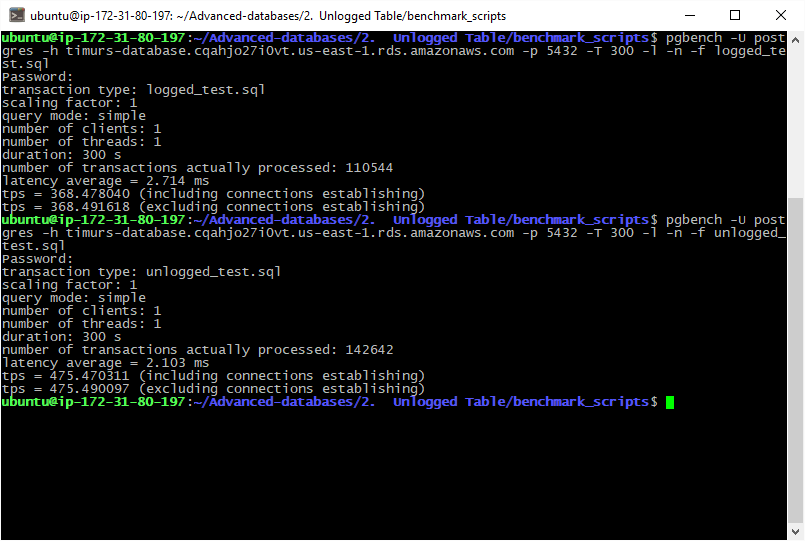 ubuntu@ip-172-31-80-197: ~/Advanced-databases/2.  Unlogged Table/benchmark_scripts
ubuntu@ip-172-31-80-197:~/Advanced-databases/2.  Unlogged Table/benchmark_scripts$ pgbench -U post
gres -h timurs-database.cqahjo27i0vt.us-east-1.rds.amazonaws.com -p 5432 -T 300 -l -n -f logged_te
st.sql
Password:
transaction type: logged_test.sql
scaling factor: 1
query mode: simple
number of clients: 1
number of threads: 1
duration: 300 s
number of transactions actually processed: 110544
latency average = 2.714 ms
tps = 368.478040 (including connections establishing)
tps = 368.491618 (excluding connections establishing)
ubuntu@ip-172-31-80-197:~/Advanced-databases/2.  Unlogged Table/benchmark_scripts$ pgbench -U post
gres -h timurs-database.cqahjo27i0vt.us-east-1.rds.amazonaws.com -p 5432 -T 300 -l -n -f unlogged_
test.sql
Password:
transaction type: unlogged_test.sql
scaling factor: 1
query mode: simple
number of clients: 1
number of threads: 1
duration: 300 s
number of transactions actually processed: 142642
latency average = 2.103 ms
tps = 475.470311 (including connections establishing)
tps = 475.490097 (excluding connections establishing)
ubuntu@ip-172-31-80-197:~/Advanced-databases/2.  Unlogged Table/benchmark_scripts$